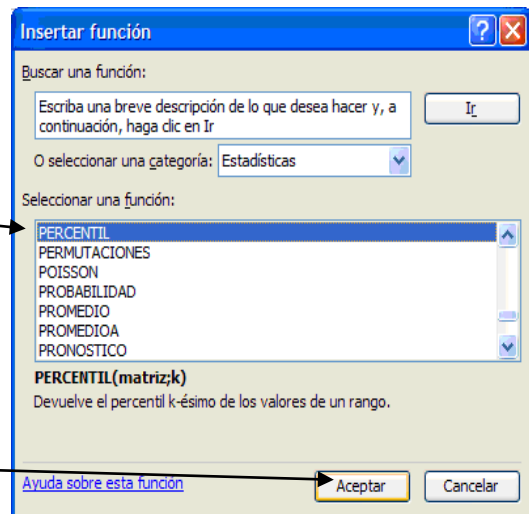 Insertar función
Buscar una función:
Escriba una breve descripción de lo que desea hacer y, a
continuación, haga clic en Ir
Ir
O seleccionar una categoría: Estadísticas
Seleccionar una función:
PERCENTIL
PERMUTACIONES
POISSON
PROBABILIDAD
PROMEDIO
PROMEDIOA
PRONOSTICO
PERCENTIL(matriz;k)
Devuelve el percentil k-ésimo de los valores de un rango.
Ayuda sobre esta función
Aceptar
Cancelar